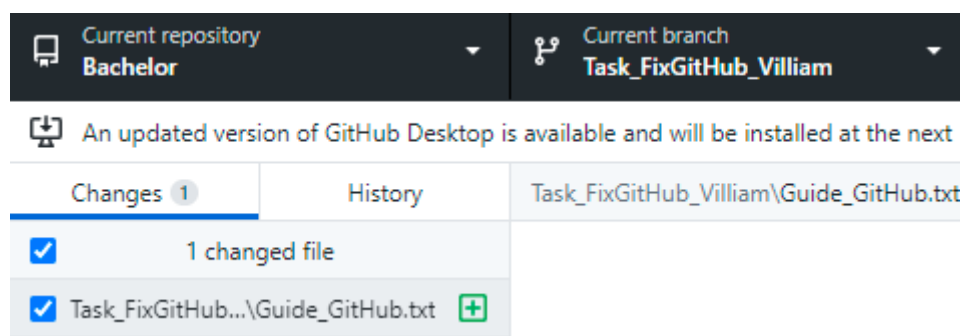 Current repository
Bachelor
Current branch
Task_FixGitHub_Villiam
An updated version of GitHub Desktop is available and will be installed at the next
Changes 1
History
Task_FixGitHub_Villiam\Guide_GitHub.txt
1 changed file
Task_FixGitHub...\Guide_GitHub.txt